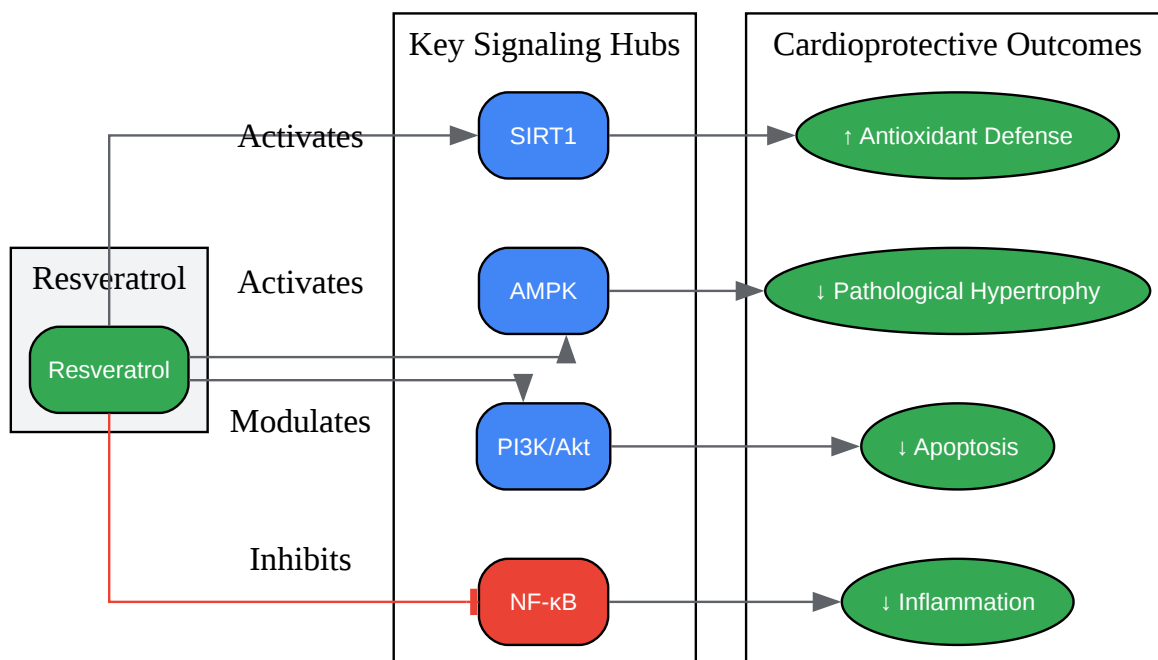 Key Signaling Hubs
Cardioprotective Outcomes
Activates
SIRT1
↑ Antioxidant Defense
Resveratrol
Activates
AMPK
↓ Pathological Hypertrophy
Resveratrol
Modulates
PI3K/Akt
↓ Apoptosis
Inhibits
NF-κB
↓ Inflammation